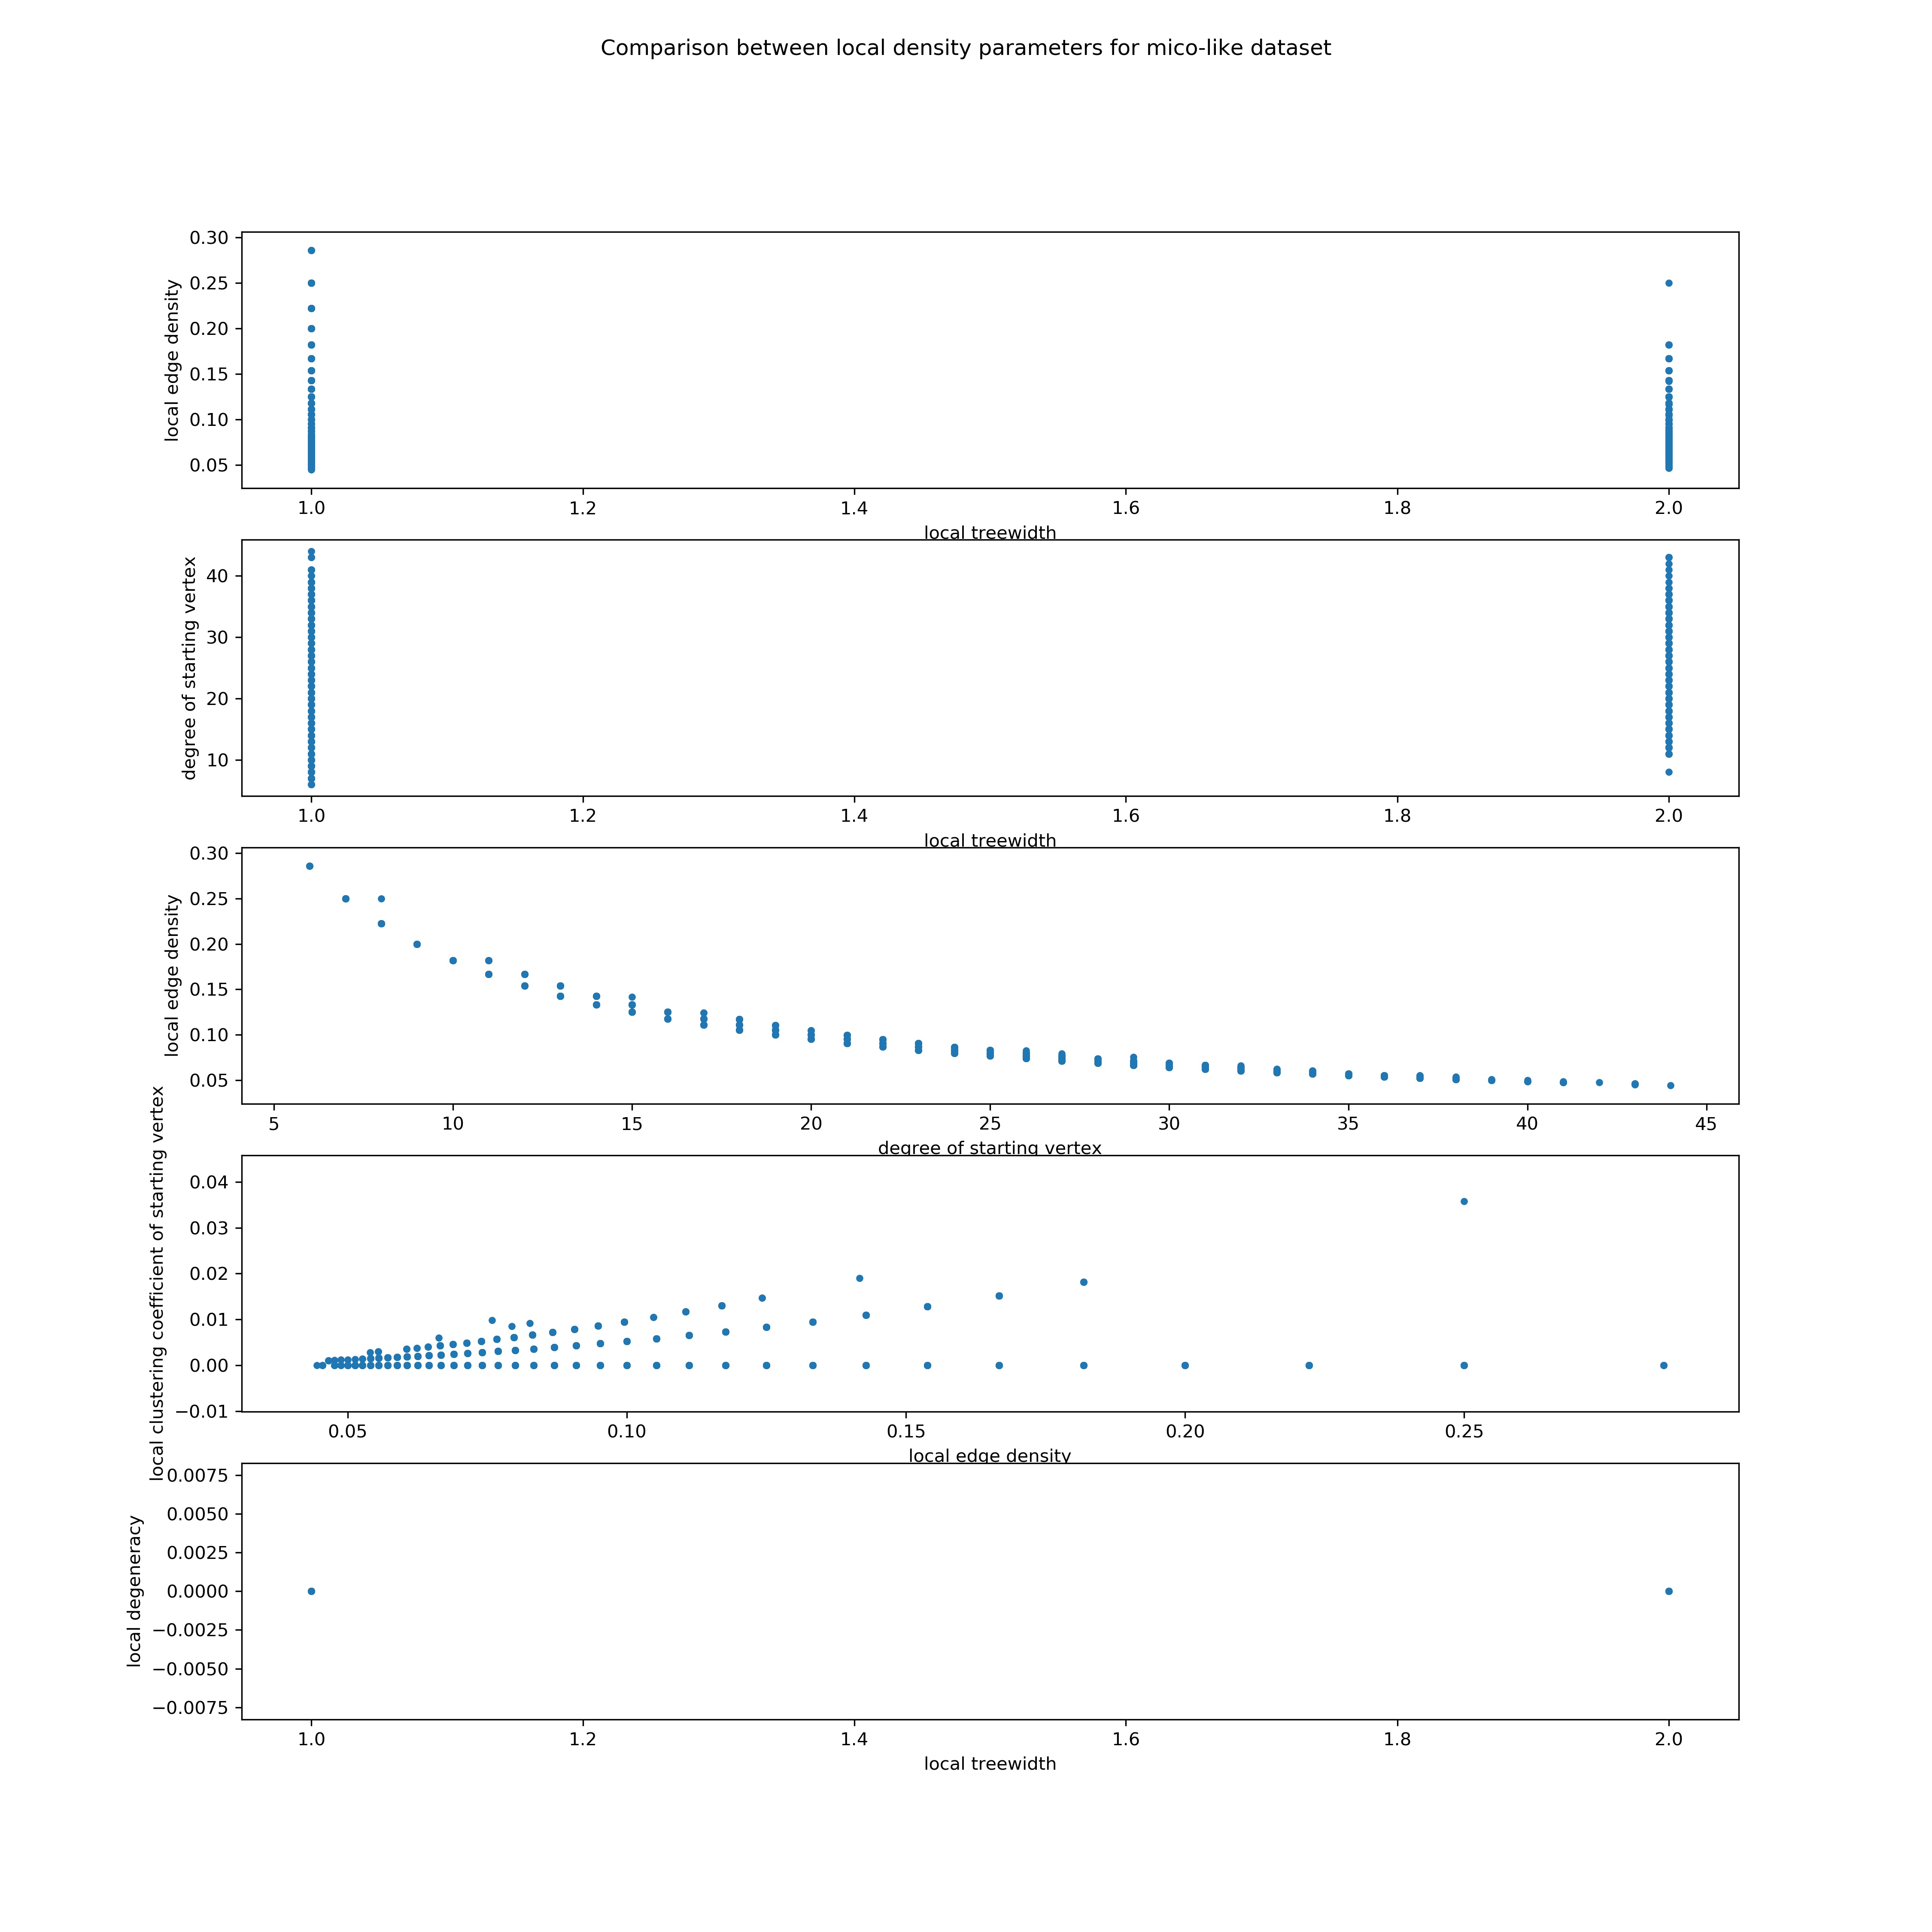 Comparison between local density parameters for mico-like dataset
0.30
0.25
0.20
0.15
0.10
0.05
local edge density
1.0 1.2 1.4 1.6 1.8 2.0
local treewidth
40
30
20
10
degree of starting vertex
1.0 1.2 1.4 1.6 1.8 2.0
local treewidth
0.30
0.25
0.20
0.15
0.10
0.05
local edge density
5 10 15 20 25 30 35 40 45
degree of starting vertex
0.04
0.03
0.02
0.01
0.00
−0.01
local clustering coefficient of starting vertex
0.05 0.10 0.15 0.20 0.25
local edge density
0.0075
0.0050
0.0025
0.0000
−0.0025
−0.0050
−0.0075
local degeneracy
1.0 1.2 1.4 1.6 1.8 2.0
local treewidth